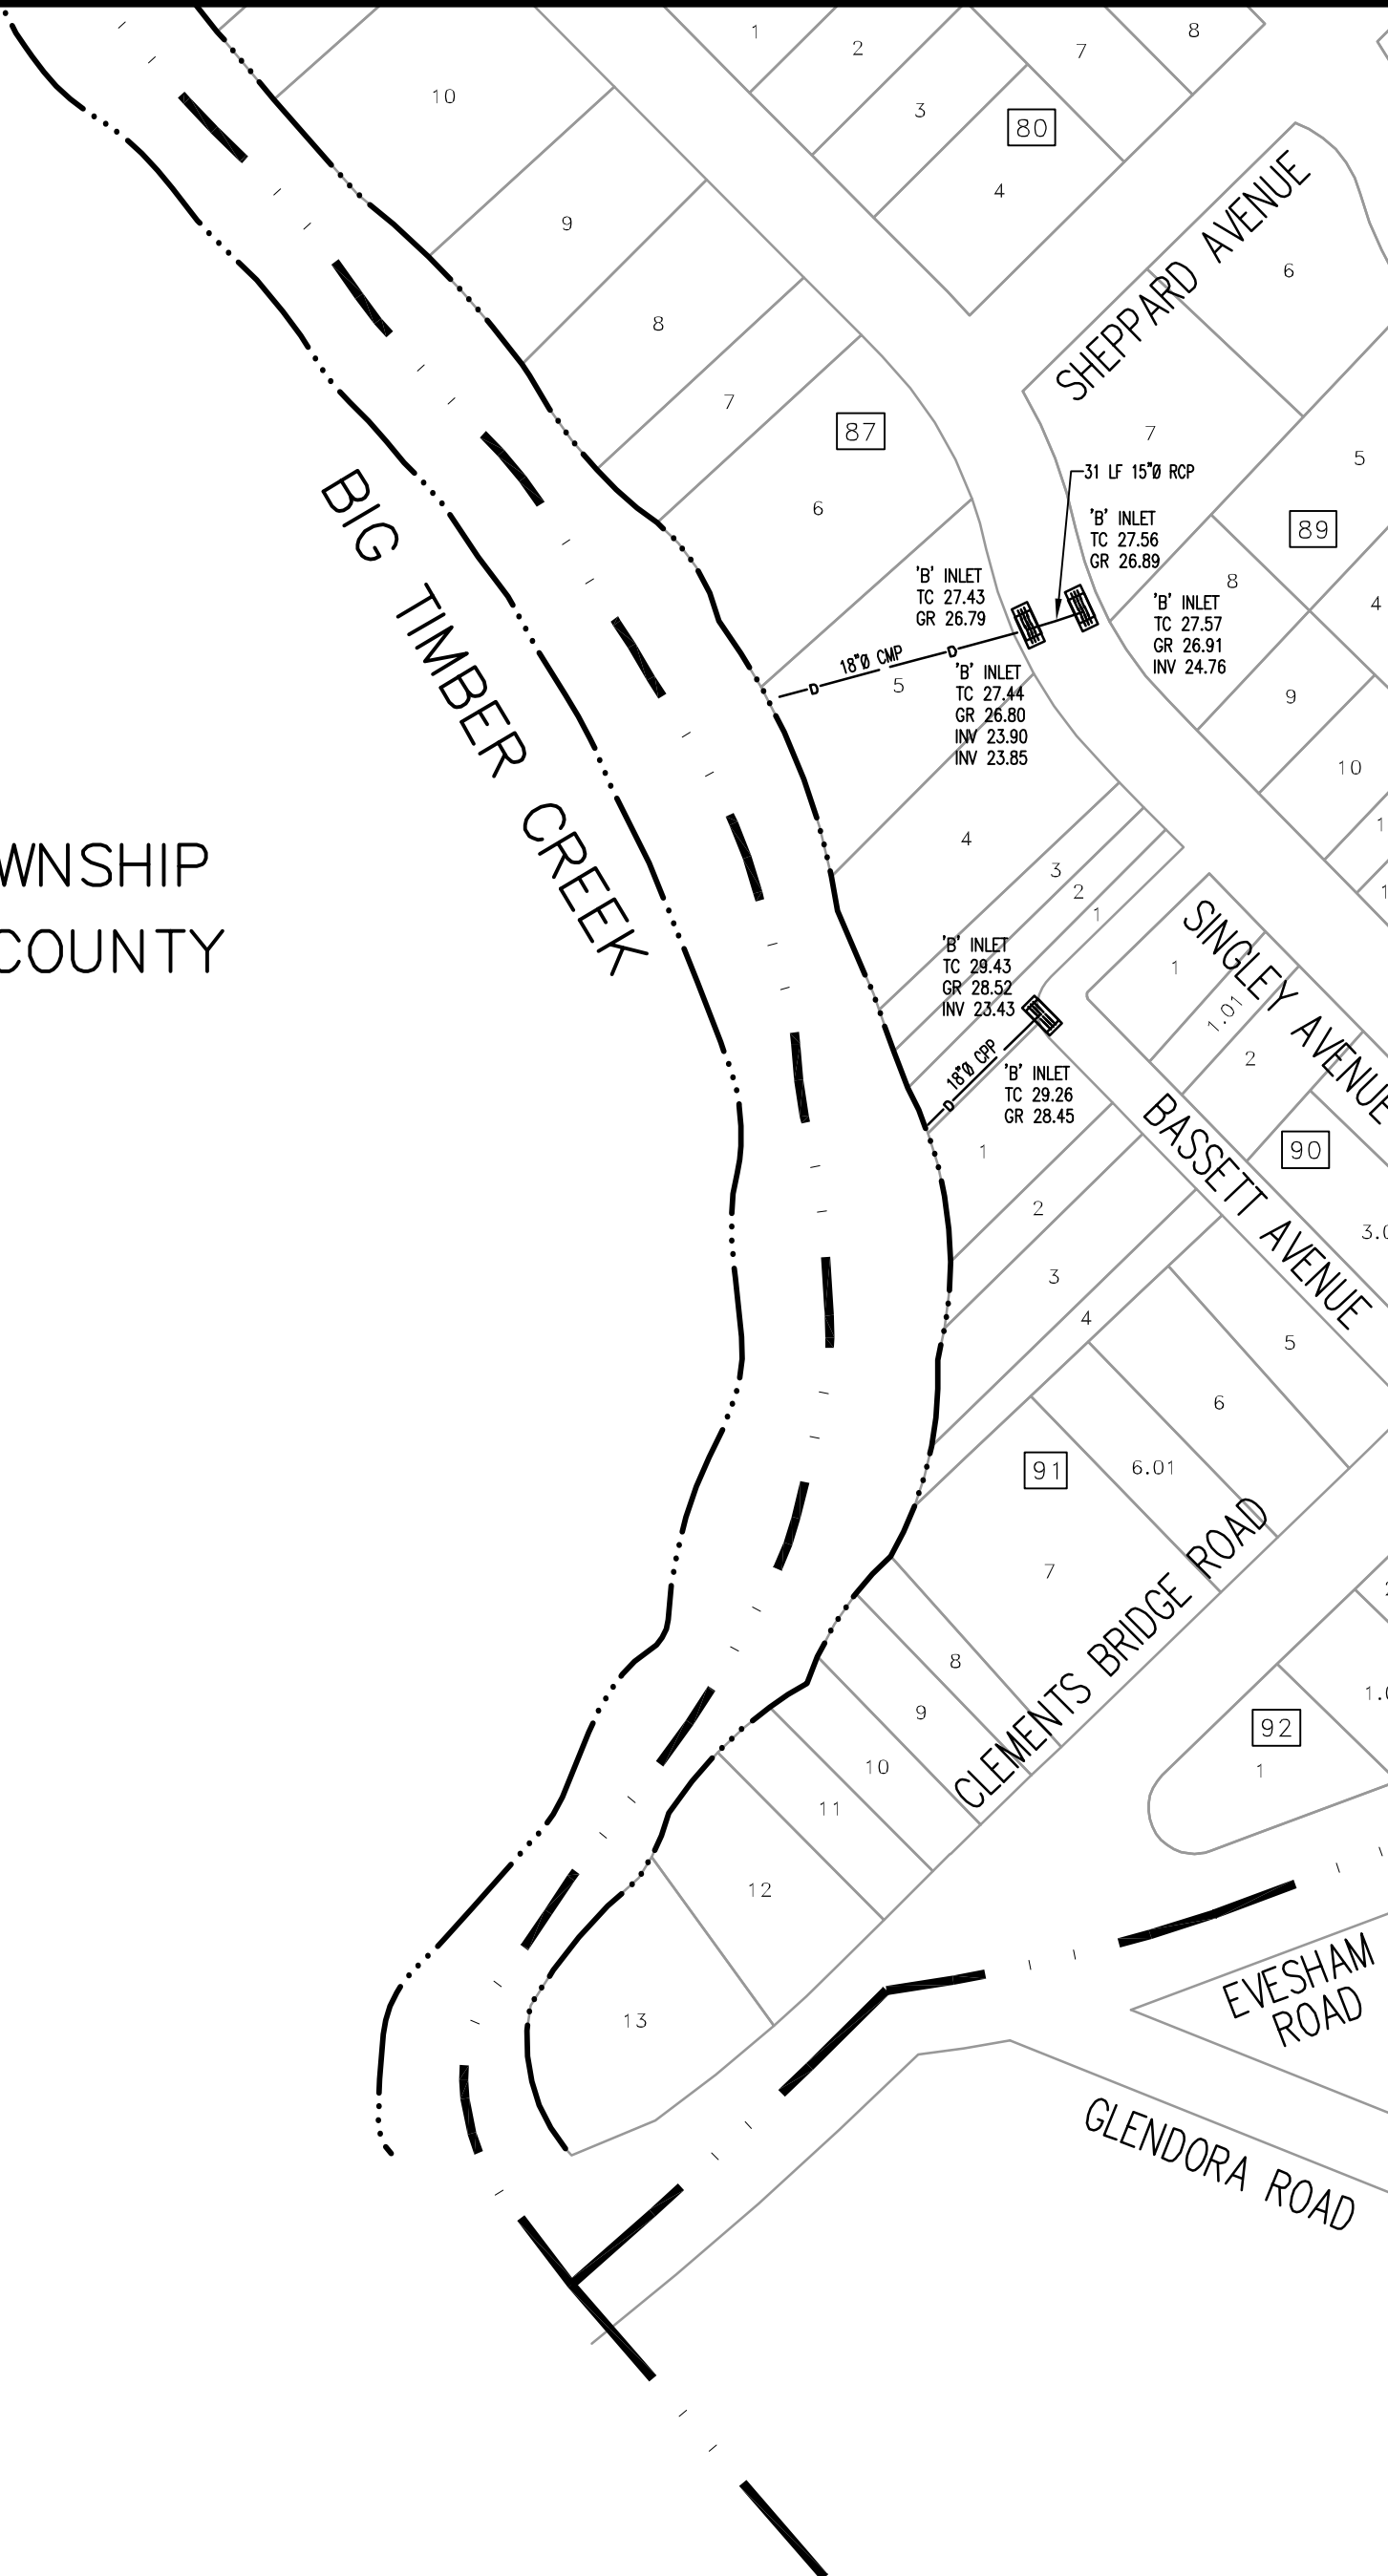 1
2
8
7
10
3
80
4
9
SHEPPARD AVENUE
6
8
7
87
7
5
31 LF 15"Ø RCP
6
'B' INLET
TC 27.56
GR 26.89
89
BIG TIMBER CREEK
'B' INLET
TC 27.43
GR 26.79
8
4
'B' INLET
TC 27.57
GR 26.91
INV 24.76
18"Ø CMP
D
D
5
'B' INLET
TC 27.44
GR 26.80
INV 23.90
INV 23.85
9
10
4
WNSHIP
COUNTY
3
2
1
1
1
'B' INLET
TC 29.43
GR 28.52
INV 23.43
1
1.01
2
SINGLEY AVENUE
18"Ø CPP
D
'B' INLET
TC 29.26
GR 28.45
BASSETT AVENUE
90
1
2
3.0
3
4
5
6
91
6.01
7
CLEMENTS BRIDGE ROAD
8
9
1.0
92
10
1
11
12
EVESHAM
ROAD
13
GLENDORA ROAD